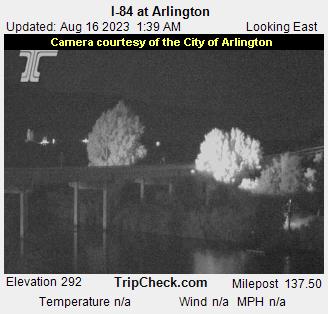 I-84 at Arlington
Updated: Aug 16 2023 1:39 AM Looking East
Camera courtesy of the City of Arlington
Elevation 292 TripCheck.com Milepost 137.50
Temperature n/a Wind n/a MPH n/a